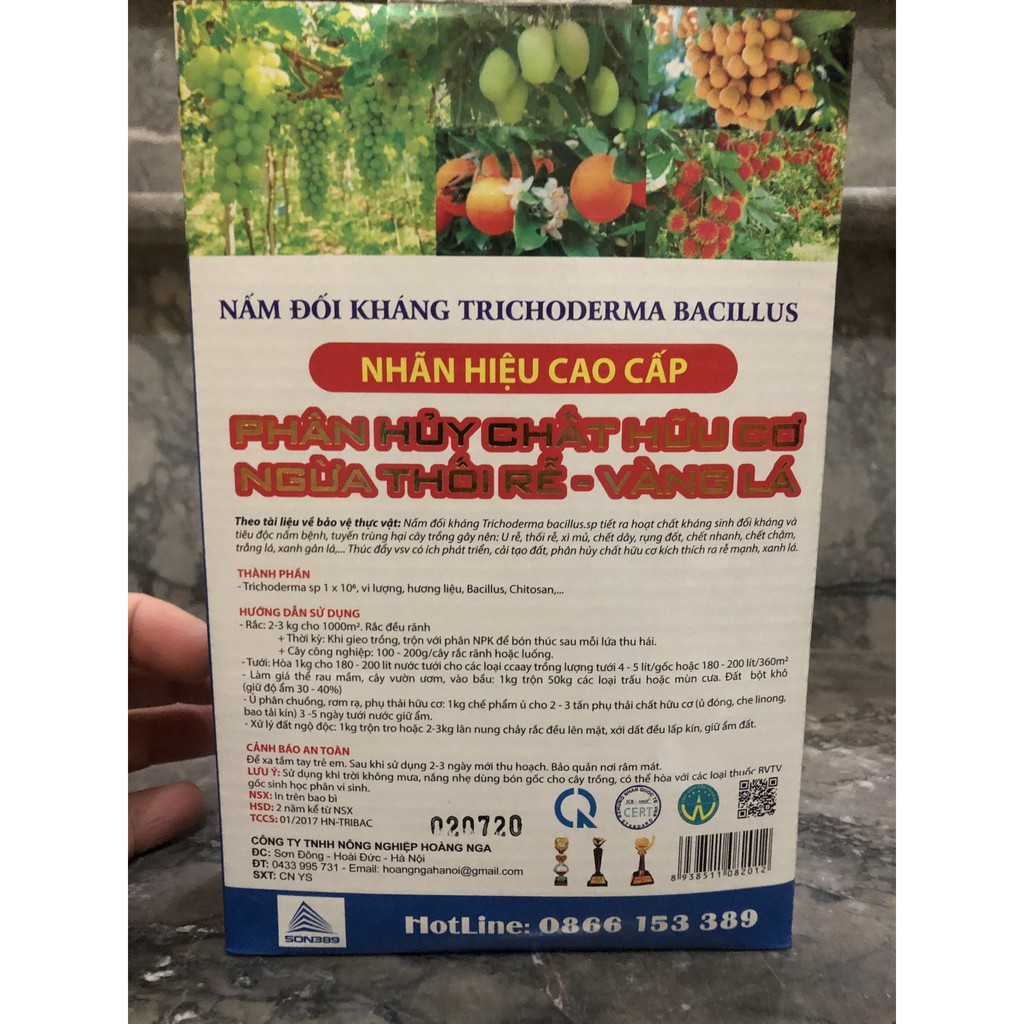 NẤM ĐỐI KHÁNG TRICHODERMA BACILLUS
NHÃN HIỆU CAO CẤP
PHÂN HỦY CHẤT HỮU CƠ
NGỪA THỐI RỄ - VÀNG LÁ
Theo tài liệu về bảo vệ thực vật: Nấm đối kháng Trichoderma bacillus.sp tiết ra hoạt chất kháng sinh đối kháng và
tiêu độc nấm bệnh, tuyến trùng hại cây trồng gây nên: U rễ, thối rễ, xì mủ, chết dây, rụng đốt, chết nhanh, chết chậm,
trắng lá, xanh gân lá,... Thúc đẩy vsv có ích phát triển, cải tạo đất, phân hủy chất hữu cơ kích thích ra rễ mạnh, xanh lá.
THÀNH PHẦN
- Trichoderma sp 1 x 10⁶, vi lượng, hương liệu, Bacillus, Chitosan,...
HƯỚNG DẪN SỬ DỤNG
- Rắc: 2-3 kg cho 1000m². Rắc đều rãnh
+ Thời kỳ: Khi gieo trồng, trộn với phân NPK để bón thúc sau mỗi lứa thu hái.
+ Cây công nghiệp: 100 - 200g/cây rắc rãnh hoặc luống.
- Tưới: Hòa 1kg cho 180 - 200 lít nước tưới cho các loại ccaay trồng lượng tưới 4 - 5 lít/gốc hoặc 180 - 200 lít/360m²
- Làm giá thể rau mầm, cây vườn ươm, vào bầu: 1kg trộn 50kg các loại trấu hoặc mùn cưa. Đất bột khô
(giữ độ ẩm 30 - 40%)
- Ủ phân chuồng, rơm rạ, phụ thải hữu cơ: 1kg chế phẩm ủ cho 2 - 3 tấn phụ thải chất hữu cơ (ủ đóng, che linong,
bao tải kín) 3 -5 ngày tưới nước giữ ẩm.
- Xử lý đất ngộ độc: 1kg trộn tro hoặc 2-3kg lân nung chảy rắc đều lên mặt, xới dất đều lấp kín, giữ ẩm đất.
CẢNH BÁO AN TOÀN
Để xa tầm tay trẻ em. Sau khi sử dụng 2-3 ngày mới thu hoạch. Bảo quản nơi râm mát.
LƯU Ý: Sử dụng khi trời không mưa, nắng nhẹ dùng bón gốc cho cây trồng, có thể hòa với các loại thuốc BVTV
gốc sinh học phân vi sinh.
NSX: In trên bao bì
HSD: 2 năm kể từ NSX
TCCS: 01/2017 HN-TRIBAC
020720
CERT
CÔNG TY TNHH NÔNG NGHIỆP HOÀNG NGA
ĐC: Sơn Đông - Hoài Đức - Hà Nội
ĐT: 0433 995 731 - Email: hoangngahanoi@gmail.com
SXT: CN YS
8 938511 082012
SON389
HotLine: 0866 153 389